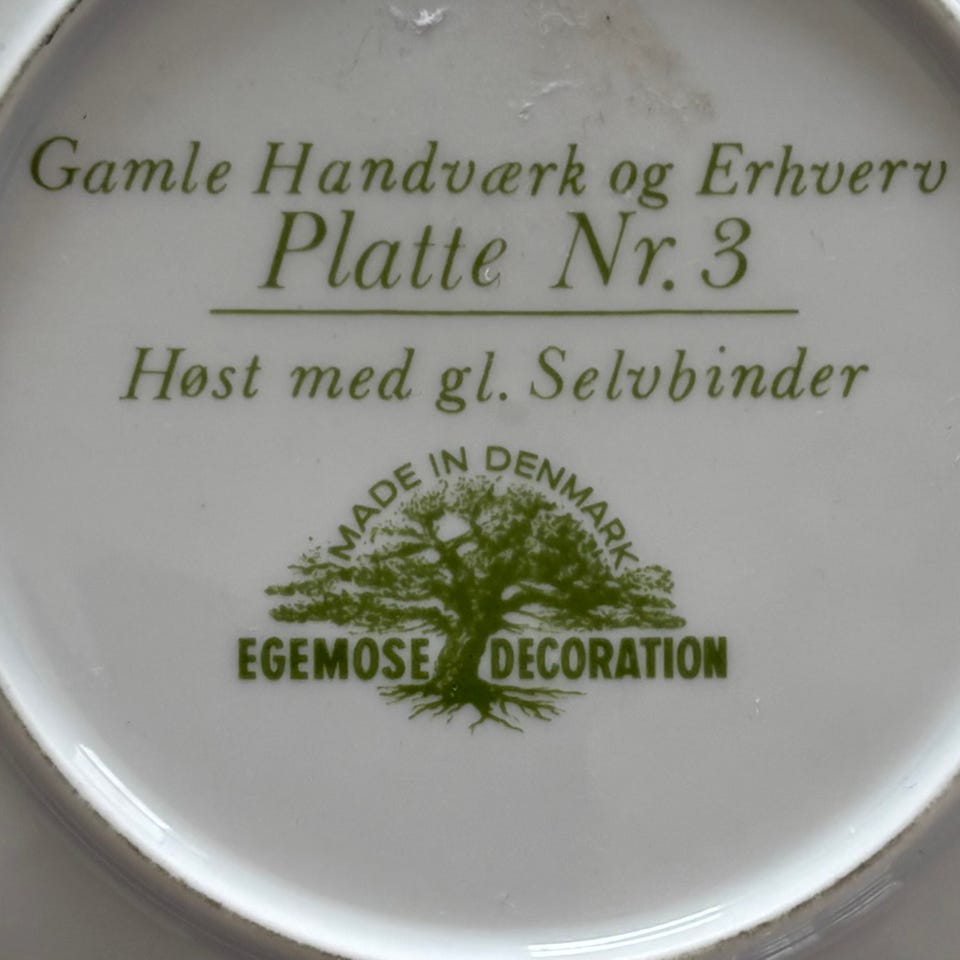 Gamle Handværk og Erhverv
Platte Nr. 3
Høst med gl. Selvbinder
MADE IN DENMARK
EGEMOSE DECORATION